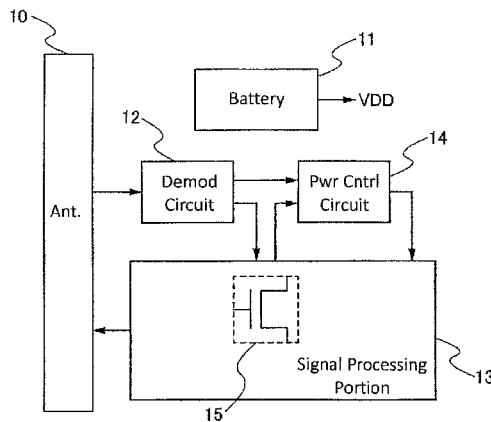 10
11
Battery
VDD
12
14
Demod
Circuit
Pwr Cntrl
Circuit
Ant.
Signal Processing
Portion
13
15